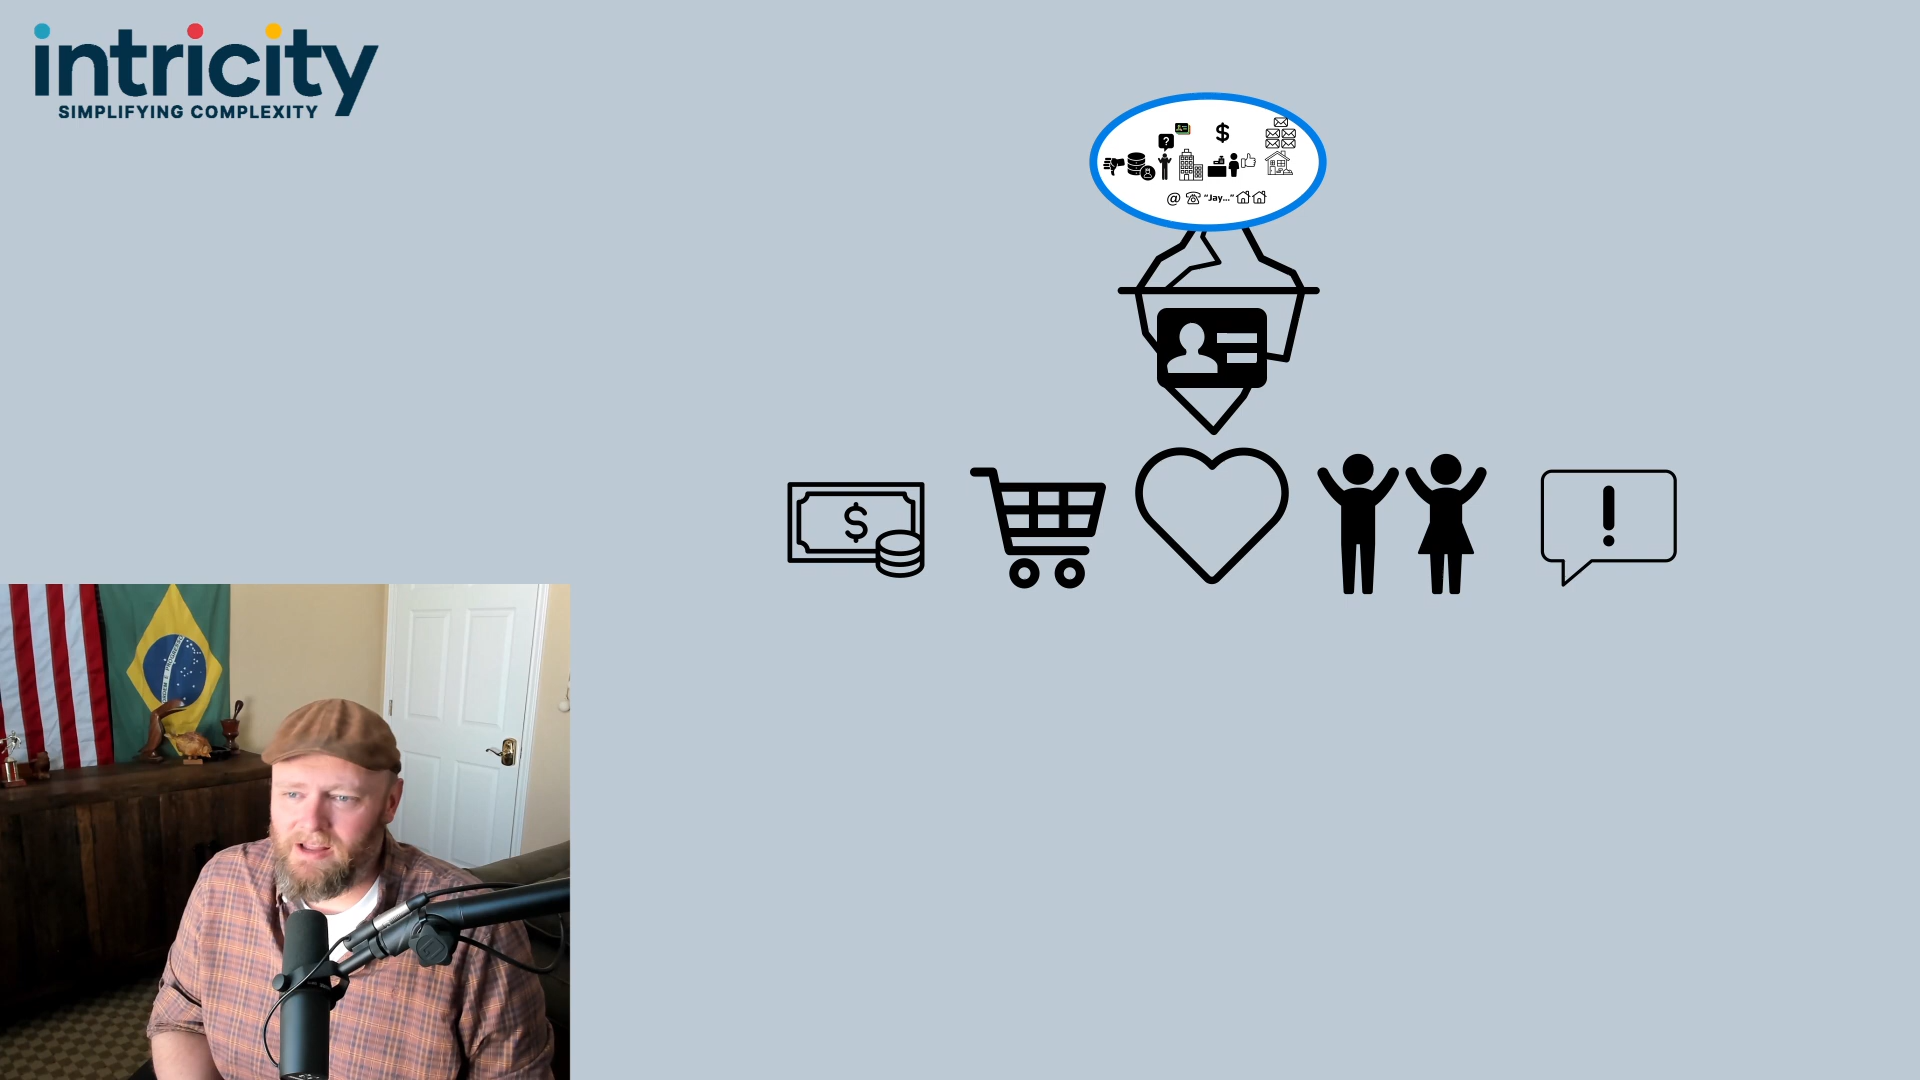 intricity
SIMPLIFYING COMPLEXITY
$
?
@ "Jay..."
$
!